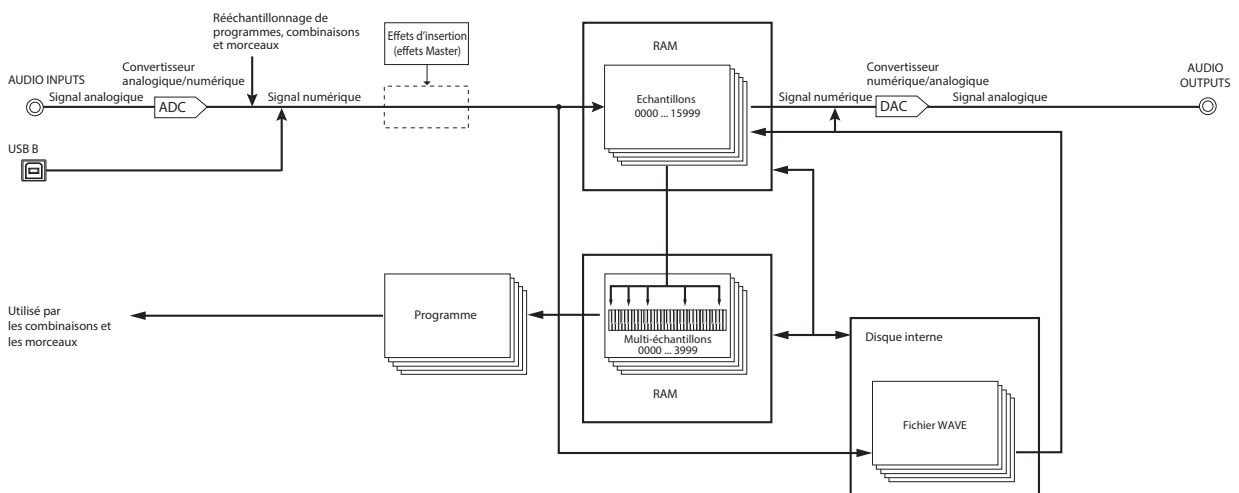 Rééchantillonnage de
programmes, combinaisons
et morceaux
Effets d'insertion
(effets Master)
RAM
AUDIO INPUTS
Convertisseur
analogique/numérique
Signal analogique
ADC
Signal numérique
Echantillons
0000 ... 15999
Convertisseur
numérique/analogique
Signal numérique
DAC
Signal analogique
AUDIO
OUTPUTS
USB B
Utilisé par
les combinaisons et
les morceaux
Programme
Multi-échantillons
0000 ... 3999
RAM
Disque interne
Fichier WAVE